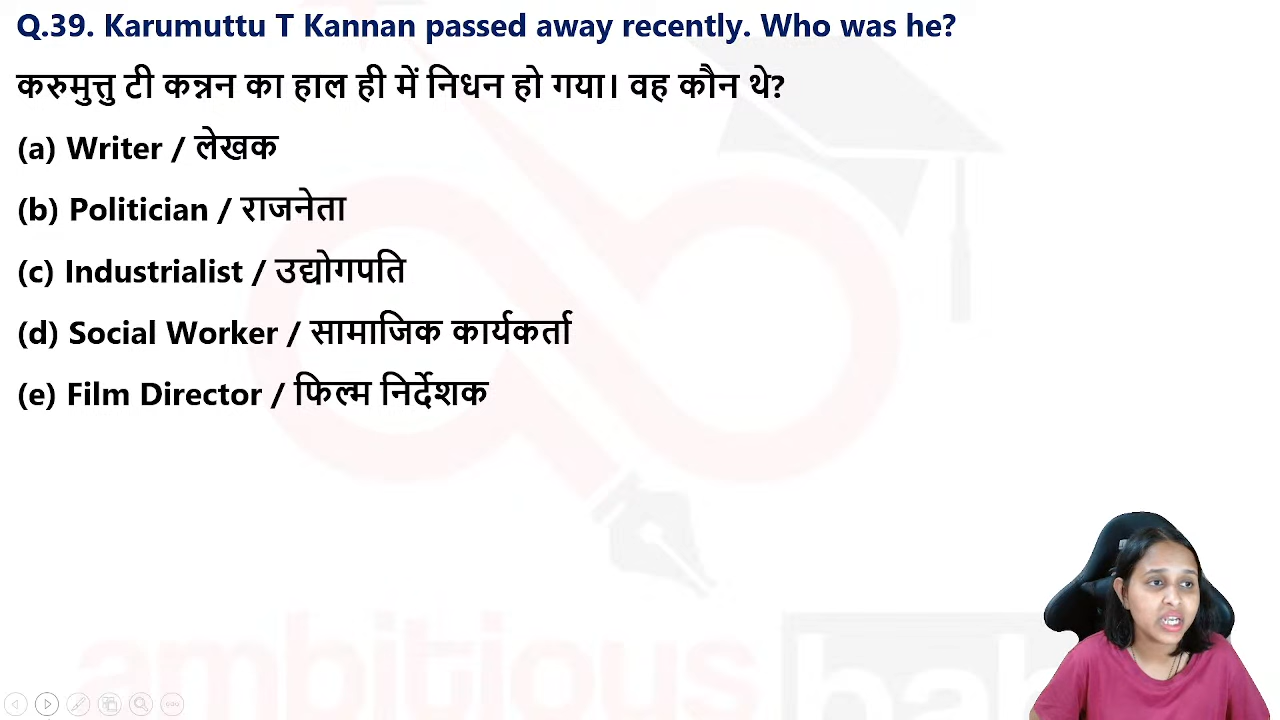 Q.39. Karumuttu T Kannan passed away recently. Who was he?
करुमुत्तु टी कन्नन का हाल ही में निधन हो गया। वह कौन थे?
(a) Writer / लेखक
(b) Politician / राजनेता
(c) Industrialist / उद्योगपति
(d) Social Worker / सामाजिक कार्यकर्ता
(e) Film Director / फिल्म निर्देशक
ambitious